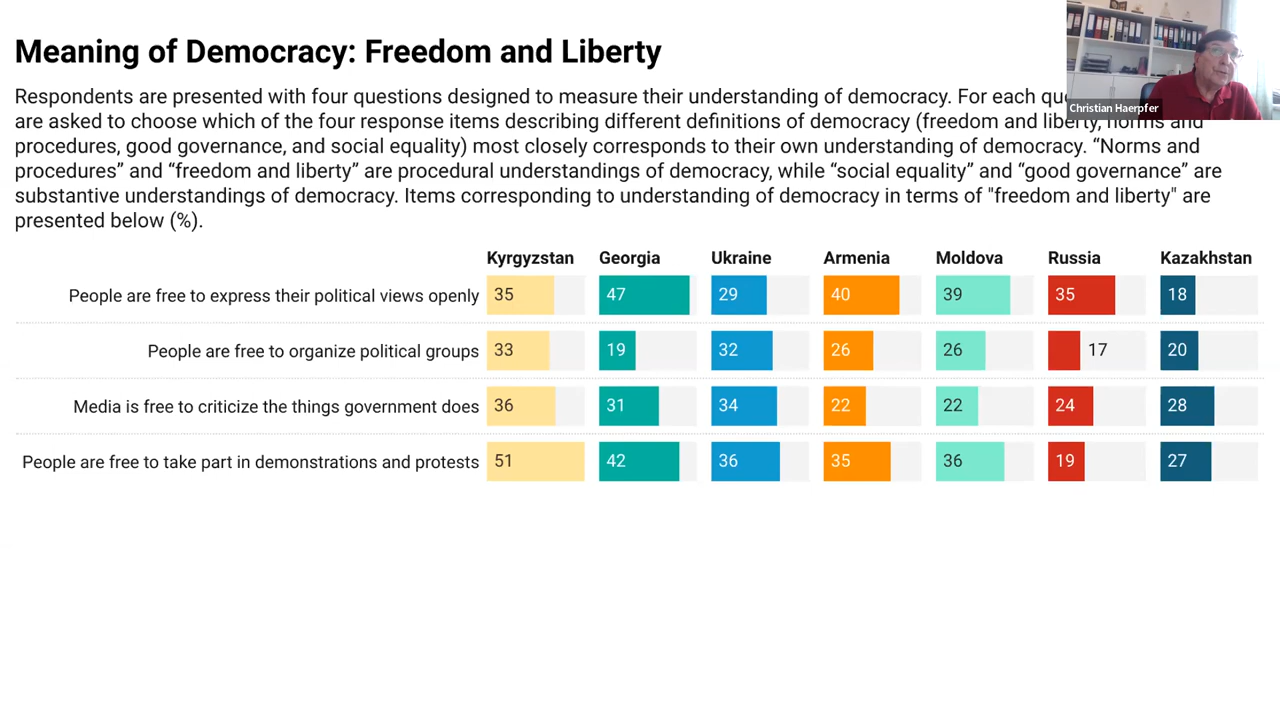 Meaning of Democracy: Freedom and Liberty
Respondents are presented with four questions designed to measure their understanding of democracy. For each
are asked to choose which of the four response items describing different definitions of democracy (freedom and liberty, norms and
procedures, good governance, and social equality) most closely corresponds to their own understanding of democracy. “Norms and
procedures” and “freedom and liberty” are procedural understandings of democracy, while “social equality” and “good governance” are
substantive understandings of democracy. Items corresponding to understanding of democracy in terms of "freedom and liberty" are
presented below (%).
Christian Haerpfer
Kyrgyzstan Georgia Ukraine Armenia Moldova Russia Kazakhstan
People are free to express their political views openly 35 47 29 40 39 35 18
People are free to organize political groups 33 19 32 26 26 17 20
Media is free to criticize the things government does 36 31 34 22 22 24 28
People are free to take part in demonstrations and protests 51 42 36 35 36 19 27